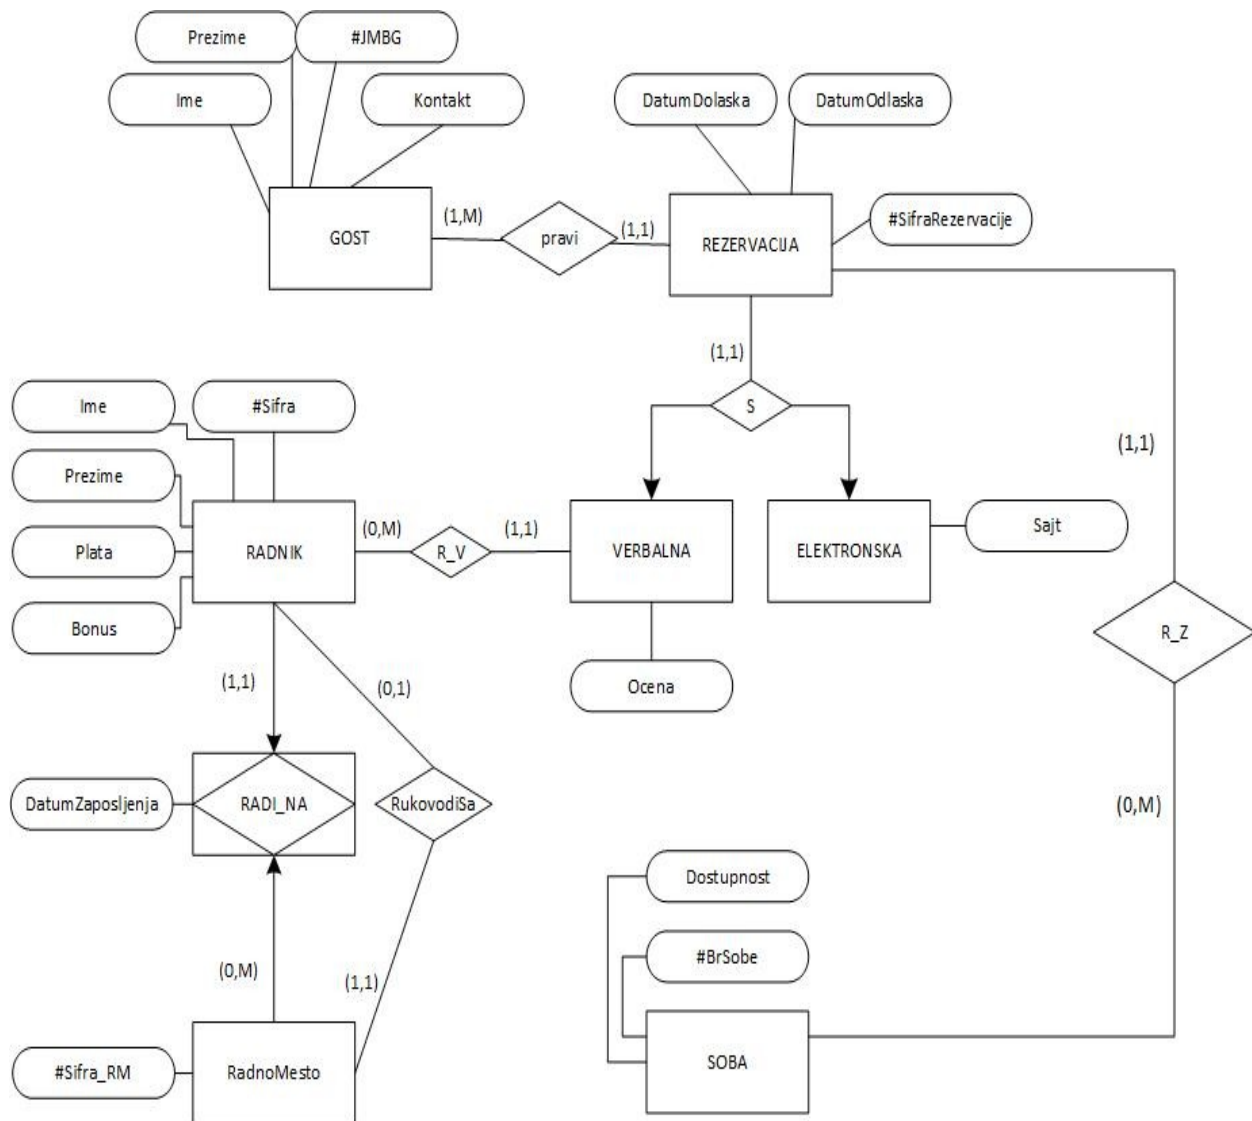 Prezime
#JMBG
Ime
Kontakt
DatumDolaska
DatumOdlaska
#SifraRezervacije
GOST
(1,M)
pravi
(1,1)
REZERVACIJA
(1,1)
S
Ime
#Sifra
(1,1)
Prezime
Plata
Bonus
RADNIK
(0,M)
R_V
(1,1)
VERBALNA
ELEKTRONSKA
Sajt
R_Z
Ocena
(1,1)
(0,1)
DatumZaposljenja
RADI_NA
RukovodiSa
(0,M)
Dostupnost
#BrSobe
(0,M)
(1,1)
#Sifra_RM
RadnoMesto
SOBA